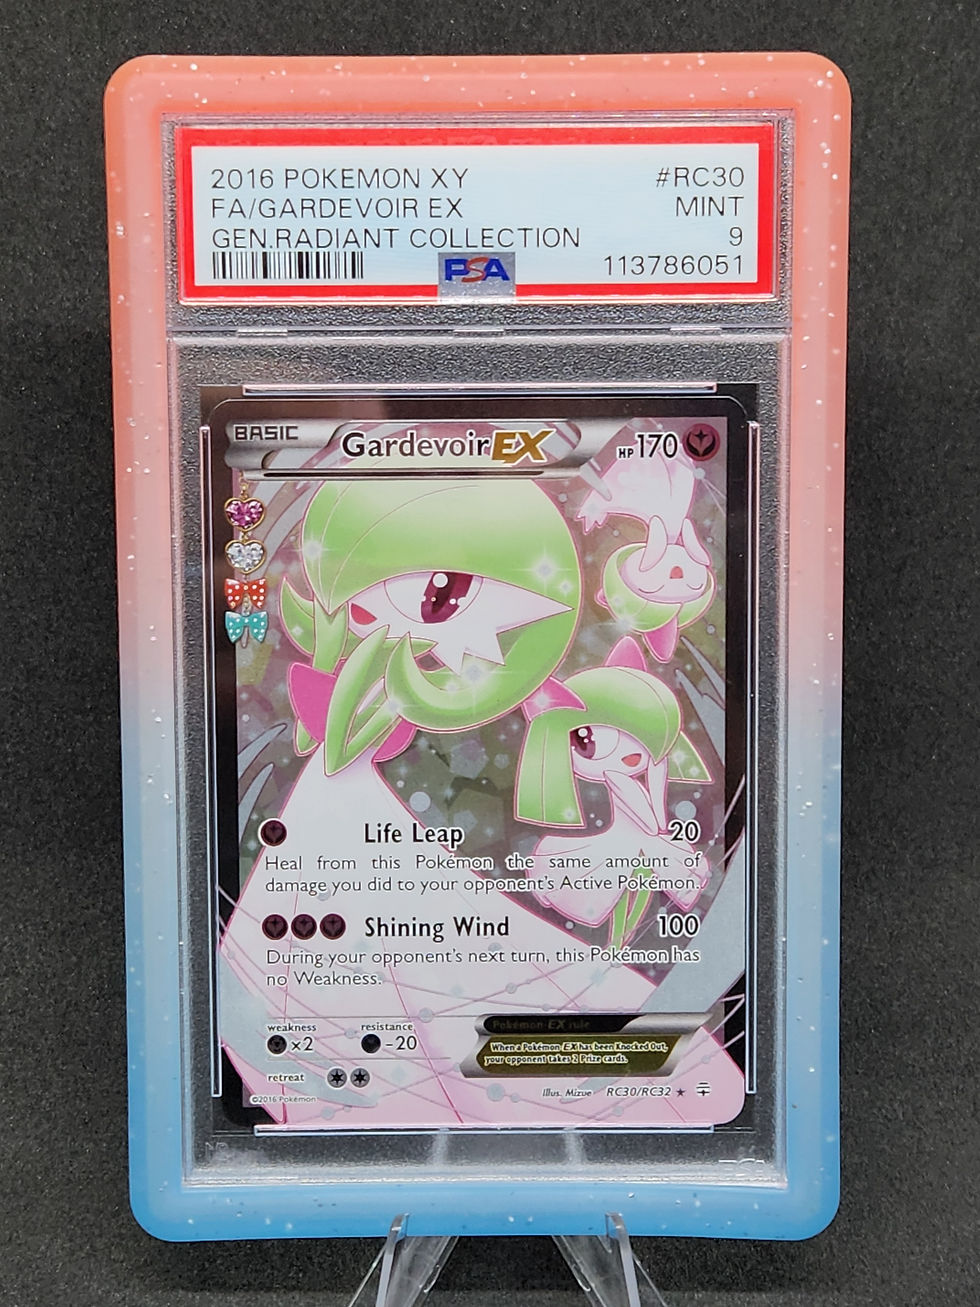 2016 POKEMON XY #RC30
FA/GARDEVOIR EX MINT
GEN.RADIANT COLLECTION 9
PSA 113786051
BASIC GardevoirEX HP170
Life Leap 20
Heal from this Pokémon the same amount of
damage you did to your opponent's Active Pokémon.
Shining Wind 100
During your opponent's next turn, this Pokémon has
no Weakness.
weakness resistance
×2 -20
retreat
Pokémon-EX rule
When a Pokémon-EX has been Knocked Out,
your opponent takes 2 Prize cards.
©2016 Pokémon Illus. Mizue RC30/RC32